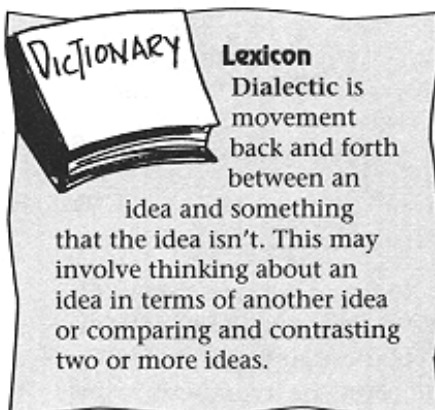 DICTIONARY
Lexicon
Dialectic is
movement
back and forth
between an
idea and something
that the idea isn't. This may
involve thinking about an
idea in terms of another idea
or comparing and contrasting
two or more ideas.